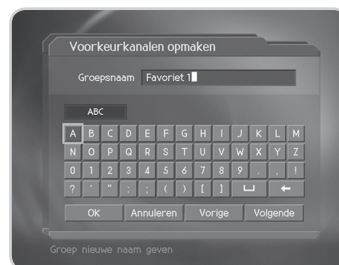 Voorkeurkanalen opmaken
Groepsnaam Favoriet 1
ABC
A B C D E F G H I J K L M
N O P Q R S T U V W X Y Z
0 1 2 3 4 5 6 7 8 9 . , !
? ' " : ; ( ) [ ] ⌴ ←
OK Annuleren Vorige Volgende
Groep nieuwe naam geven